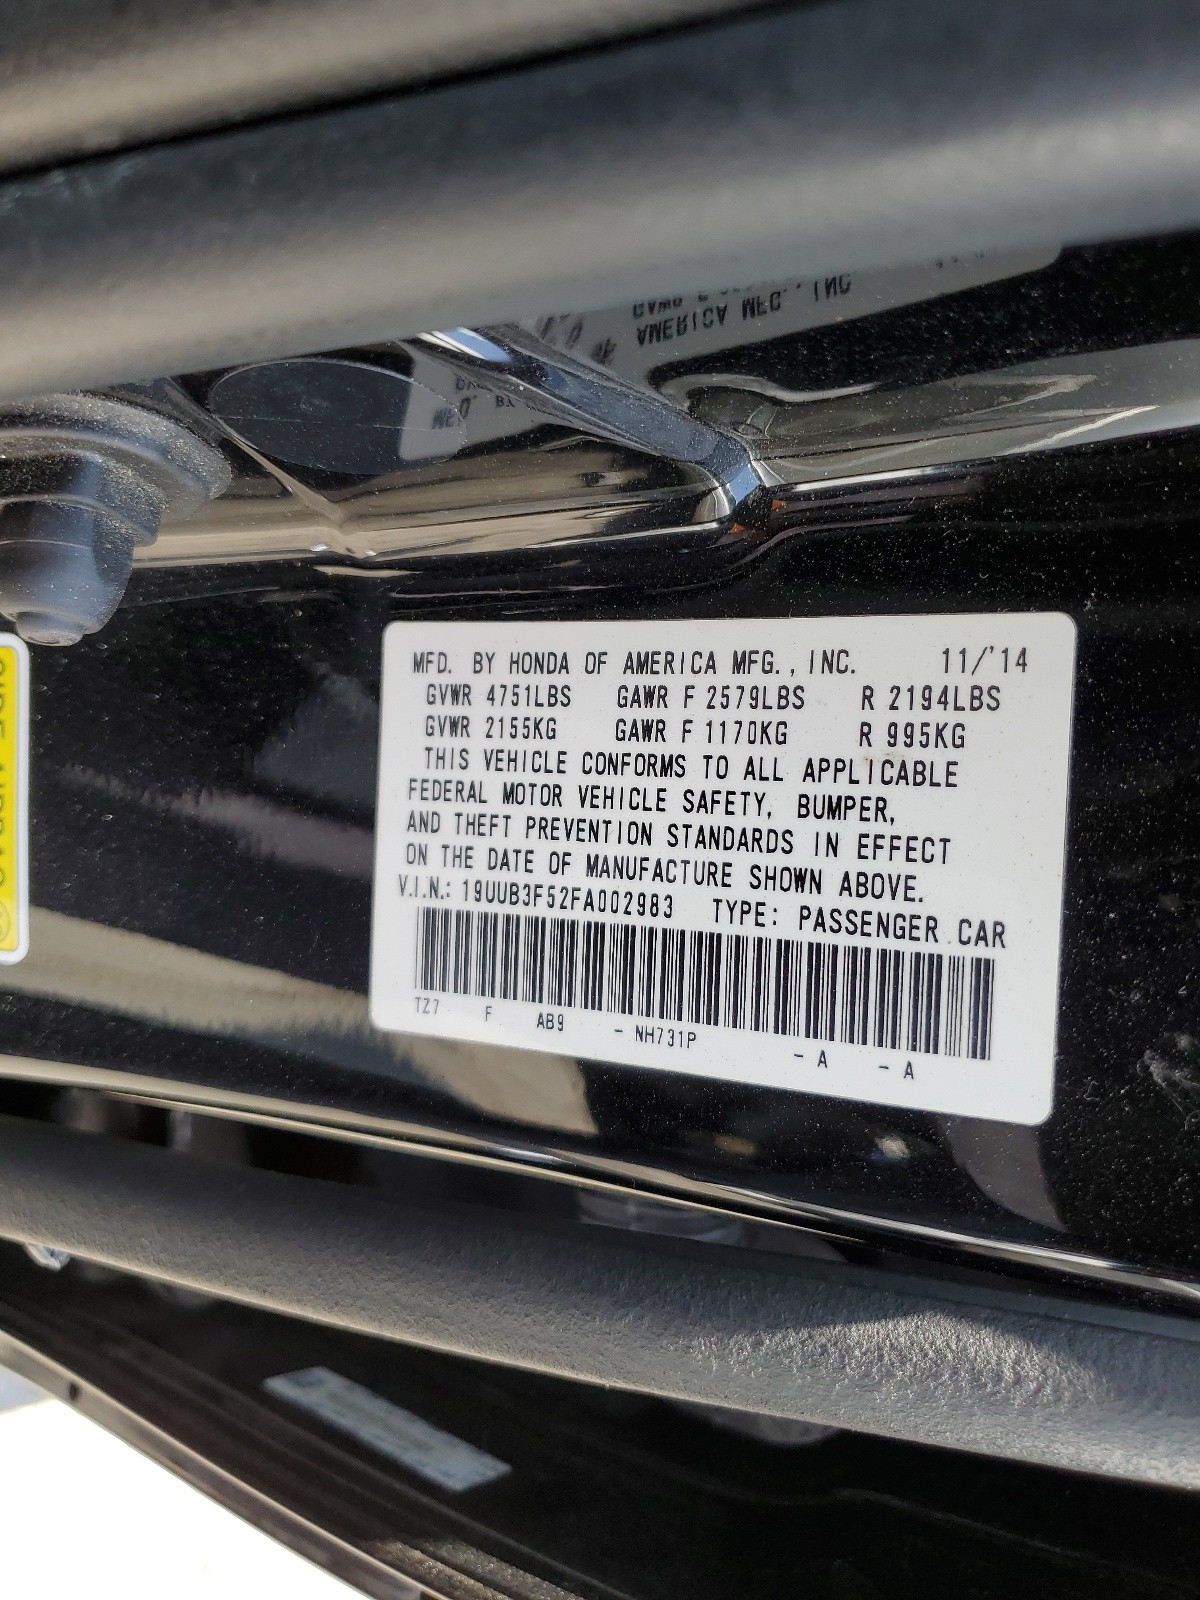 MFD. BY HONDA OF AMERICA MFG., INC. 11/'14
GVWR 4751LBS GAWR F 2579LBS R 2194LBS
GVWR 2155KG GAWR F 1170KG R 995KG
THIS VEHICLE CONFORMS TO ALL APPLICABLE
FEDERAL MOTOR VEHICLE SAFETY, BUMPER,
AND THEFT PREVENTION STANDARDS IN EFFECT
ON THE DATE OF MANUFACTURE SHOWN ABOVE.
V.I.N.: 19UUB3F52FA002983 TYPE: PASSENGER CAR
TZ7 F AB9 - NH731P - A - A